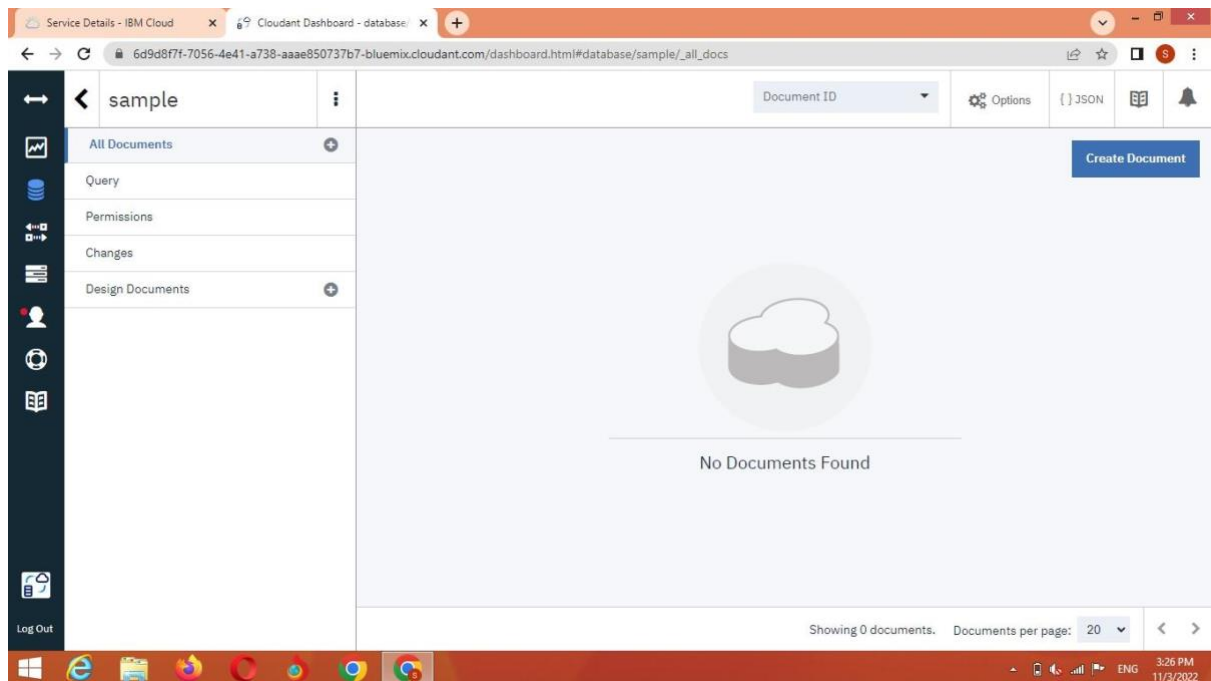 Service Details - IBM Cloud
Cloudant Dashboard - database/
6d9d8f7f-7056-4e41-a738-aaae850737b7-bluemix.cloudant.com/dashboard.html#database/sample/_all_docs
S
sample
Document ID
Options
{ } JSON
All Documents
Create Document
Query
Permissions
Changes
Design Documents
No Documents Found
Log Out
Showing 0 documents. Documents per page: 20
ENG
3:26 PM
11/3/2022